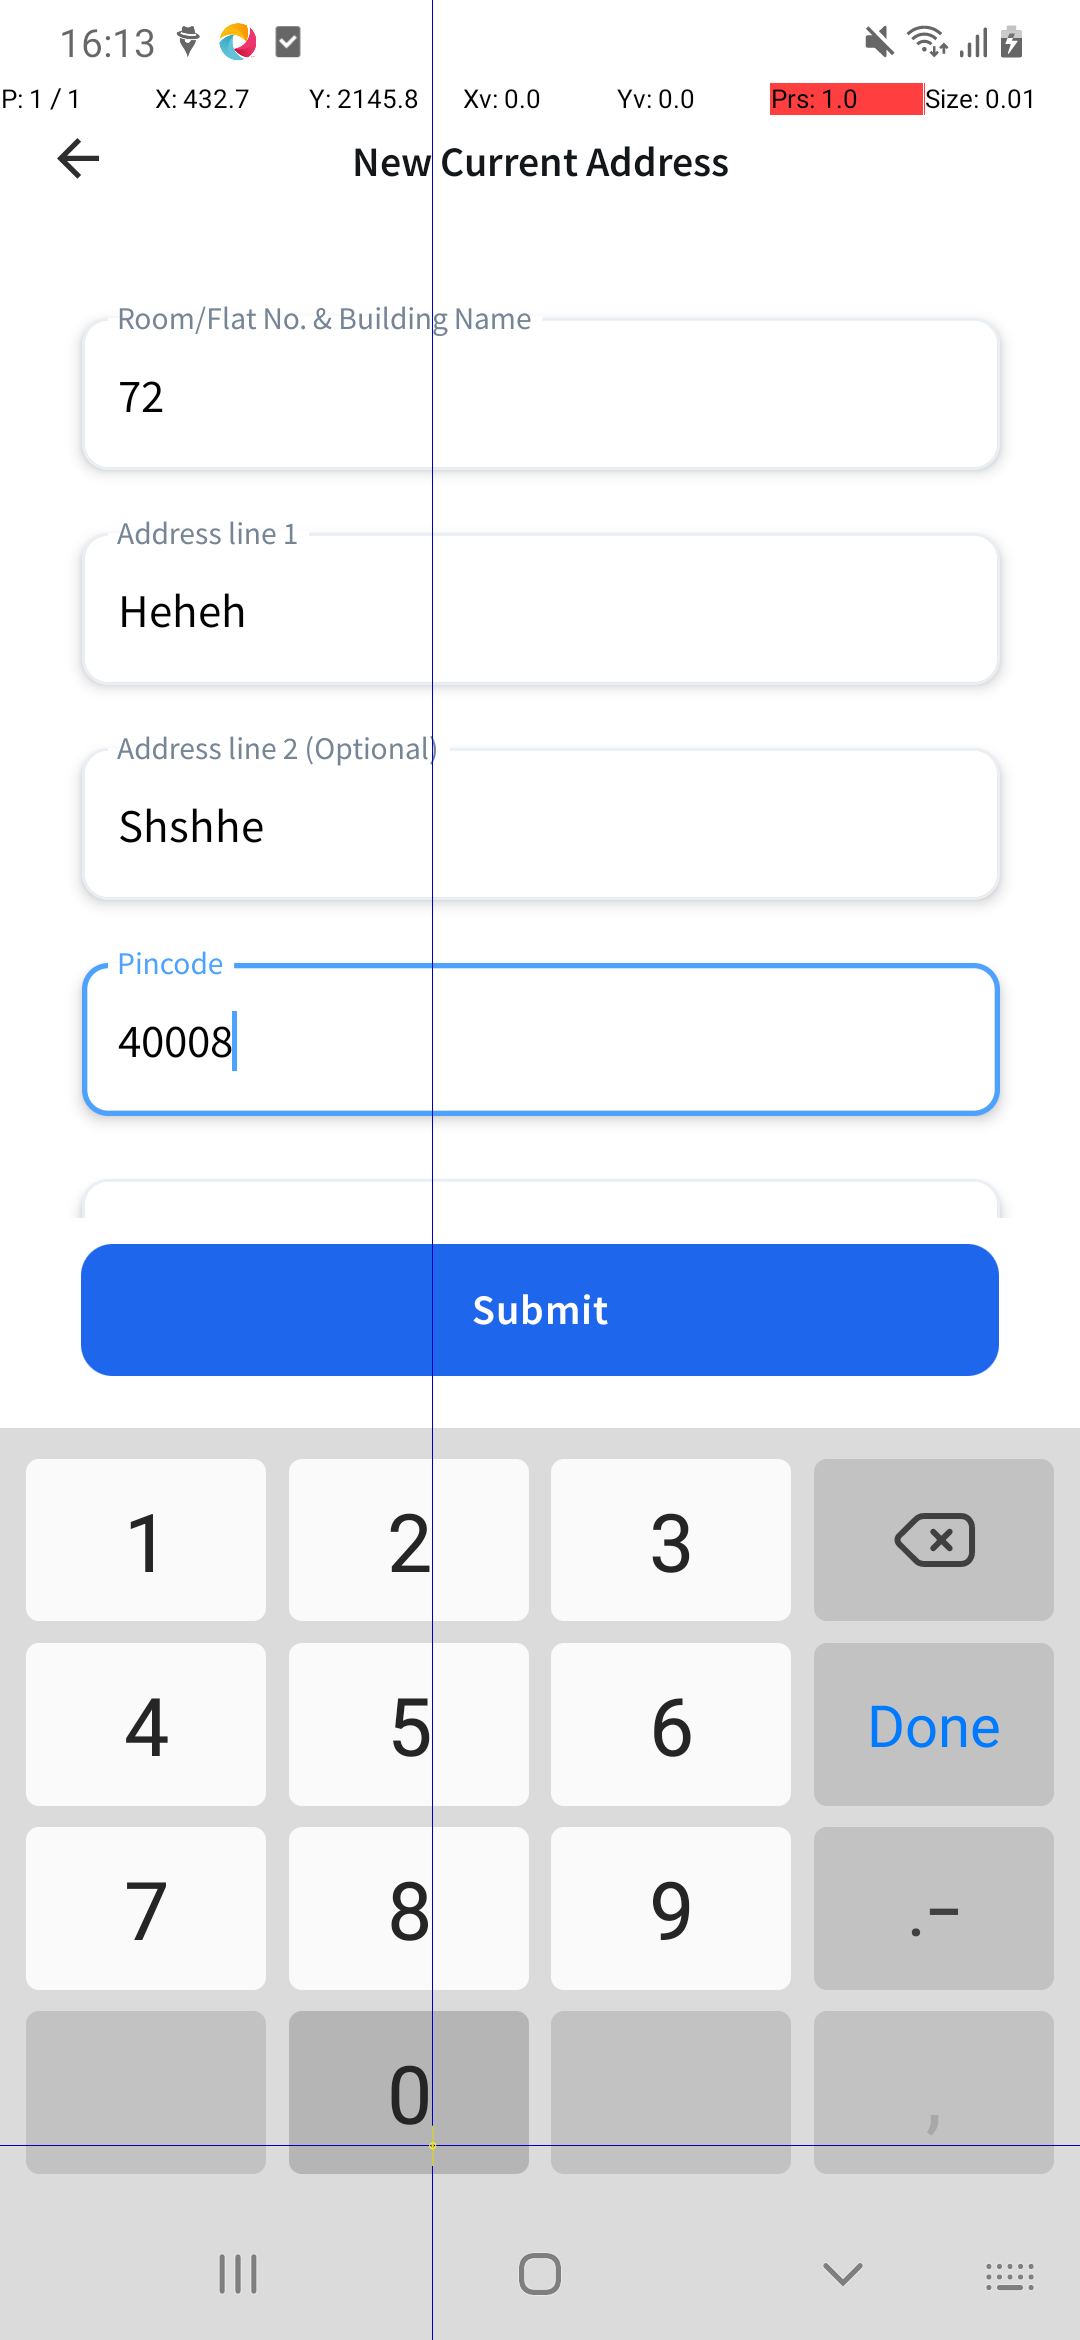 16:13
P: 1 / 1 X: 432.7 Y: 2145.8 Xv: 0.0 Yv: 0.0 Prs: 1.0 Size: 0.01
New Current Address
Room/Flat No. & Building Name
72
Address line 1
Heheh
Address line 2 (Optional)
Shshhe
Pincode
40008
Submit
1 2 3
4 5 6 Done
7 8 9 .-
0 ,